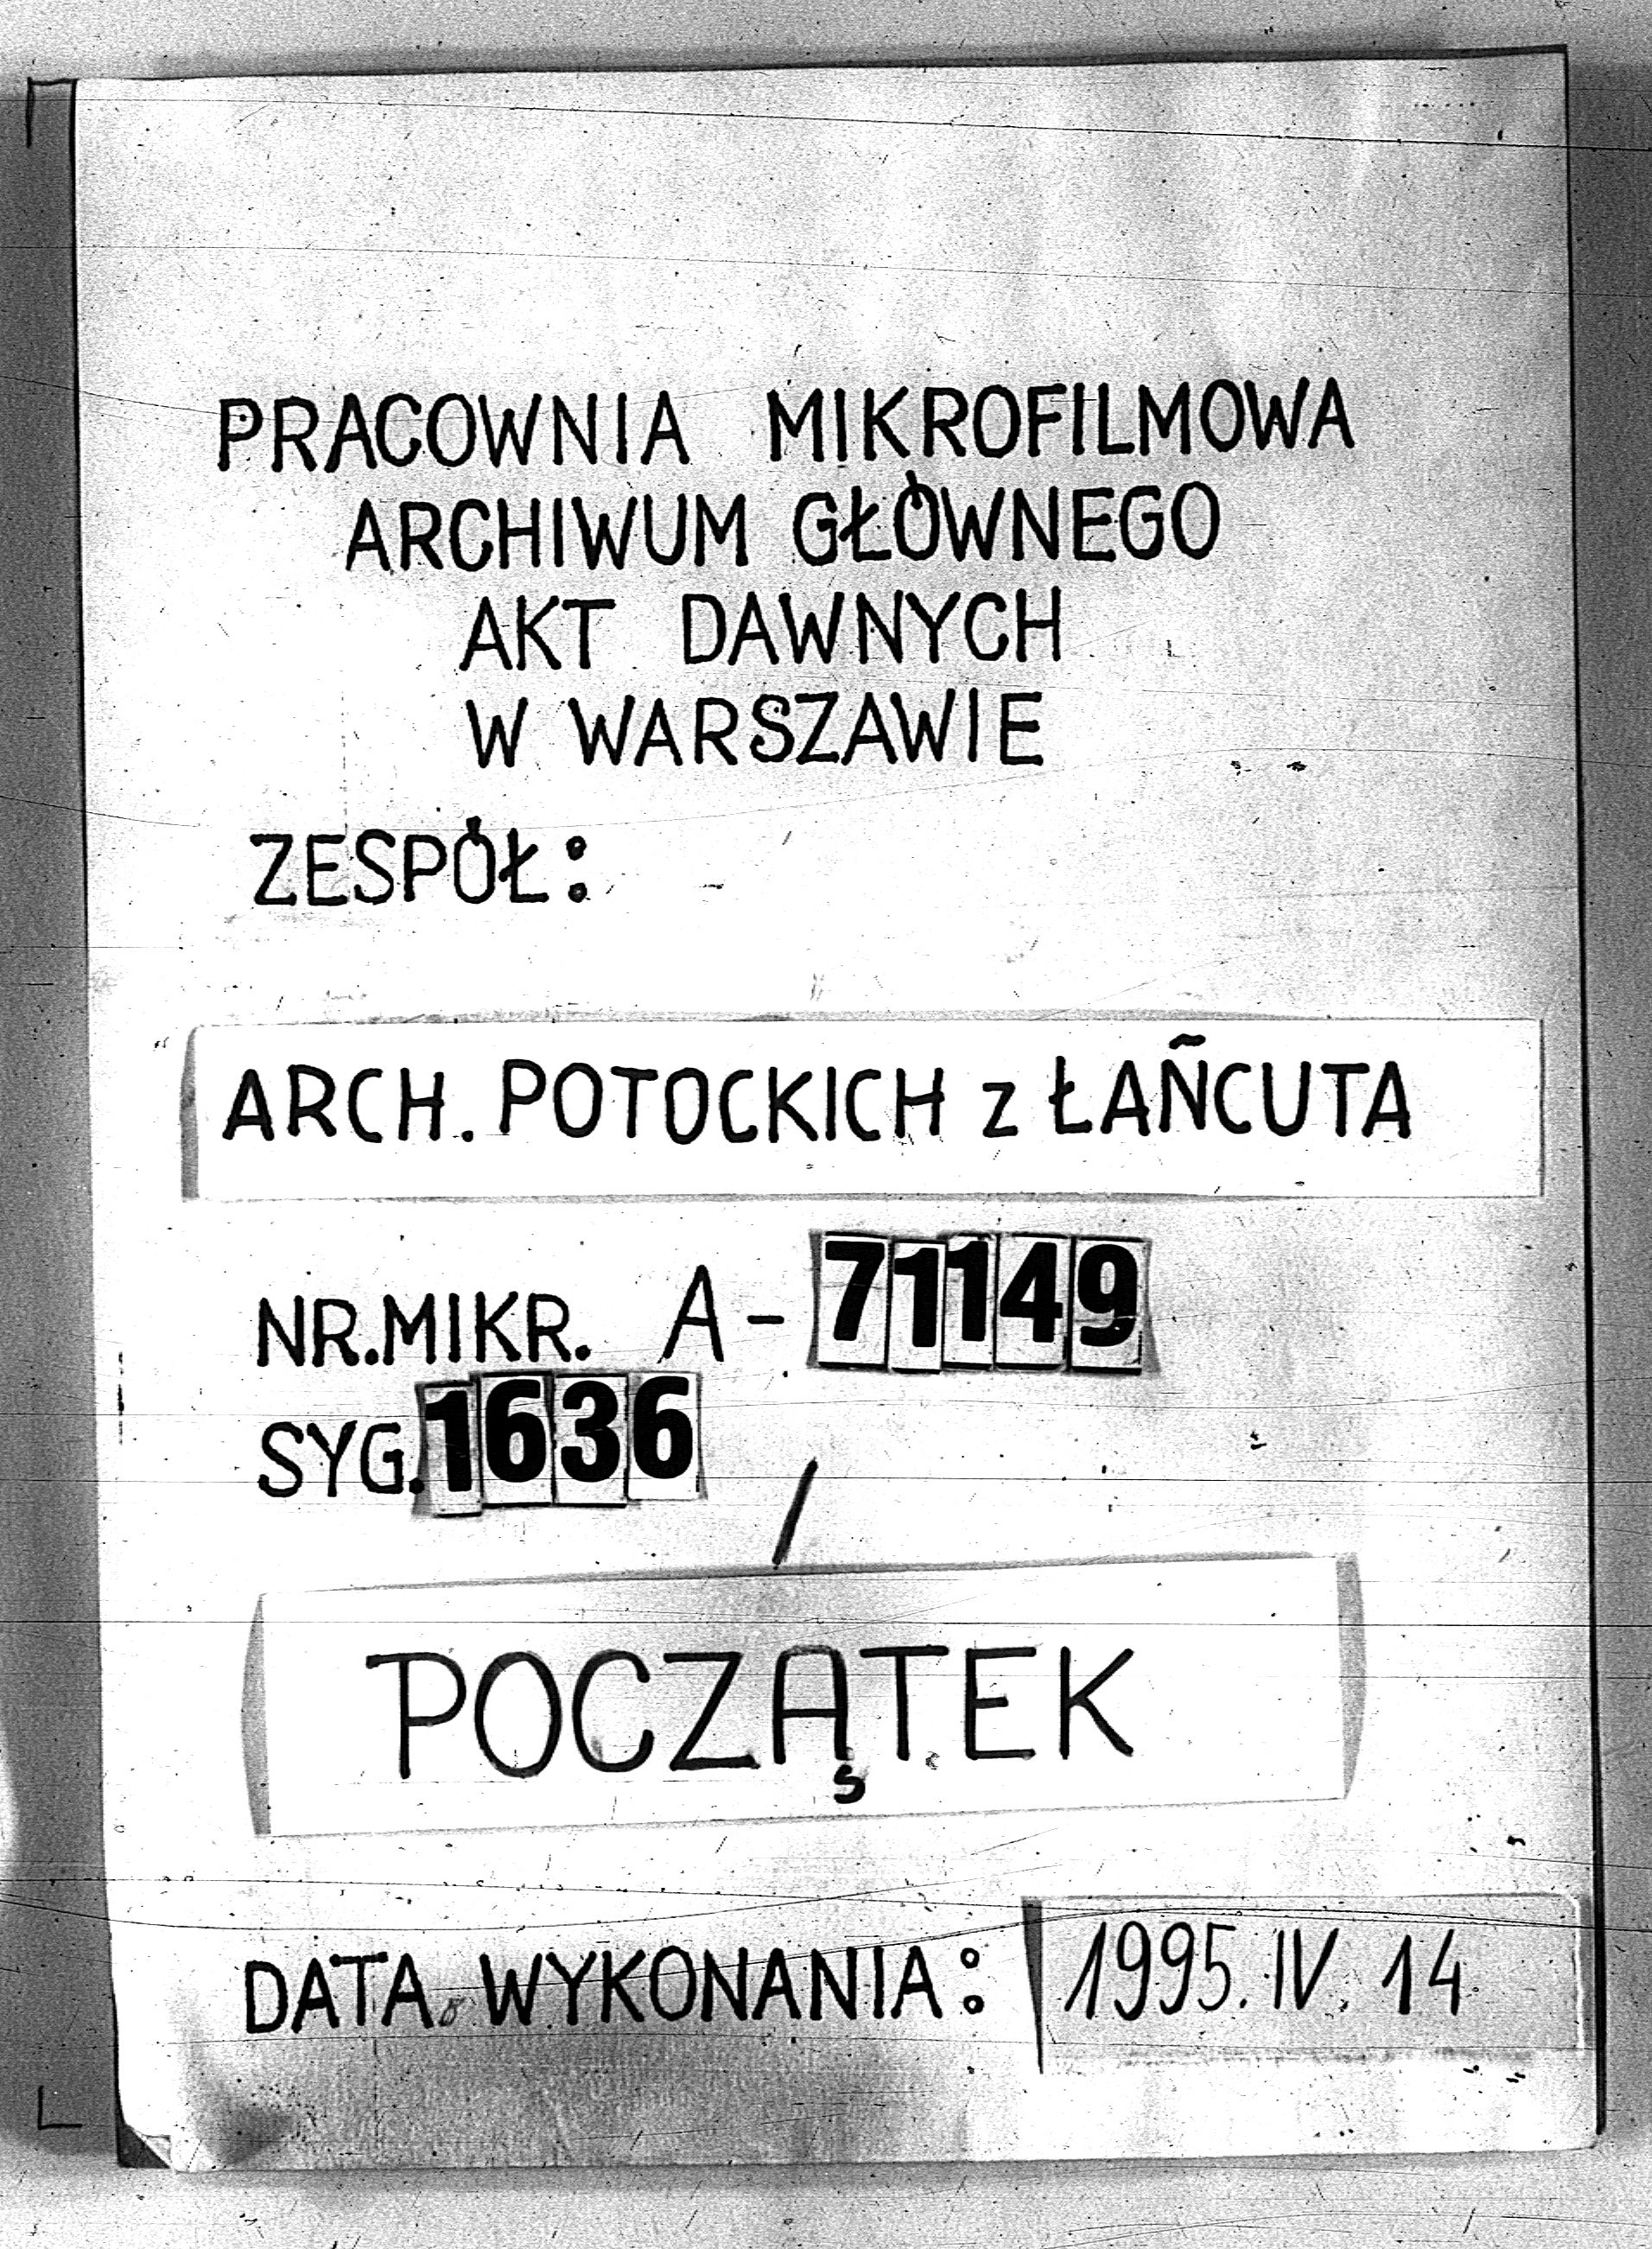 PRACOWNIA MIKROFILMOWA
ARCHIWUM GŁÓWNEGO
AKT DAWNYCH
W WARSZAWIE
ZESPÓŁ:
ARCH. POTOCKICH z ŁAŃCUTA
NR.MIKR. A-71149
SYG.1636
POCZĄTEK
DATA WYKONANIA: 1995.IV.14